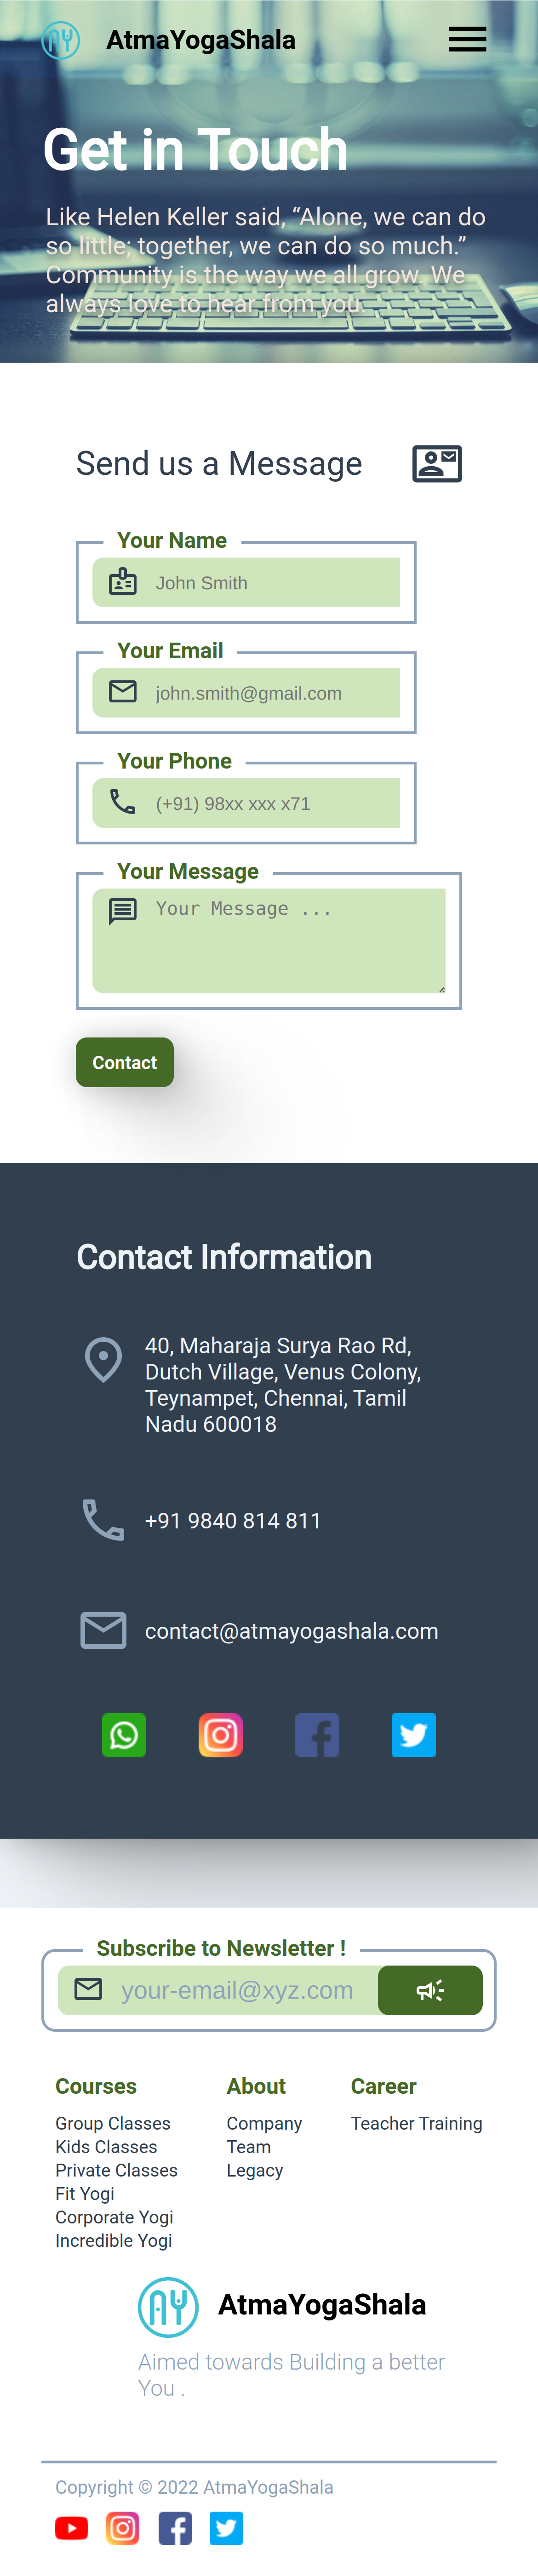 AtmaYogaShala
Get in Touch
Like Helen Keller said, “Alone, we can do
so little; together, we can do so much.”
Community is the way we all grow. We
always love to hear from you.
Send us a Message
Your Name
John Smith
Your Email
john.smith@gmail.com
Your Phone
(+91) 98xx xxx x71
Your Message
Your Message ...
Contact
Contact Information
40, Maharaja Surya Rao Rd,
Dutch Village, Venus Colony,
Teynampet, Chennai, Tamil
Nadu 600018
+91 9840 814 811
contact@atmayogashala.com
Subscribe to Newsletter !
your-email@xyz.com
Courses
Group Classes
Kids Classes
Private Classes
Fit Yogi
Corporate Yogi
Incredible Yogi
About
Company
Team
Legacy
Career
Teacher Training
AY AtmaYogaShala
Aimed towards Building a better
You .
Copyright © 2022 AtmaYogaShala